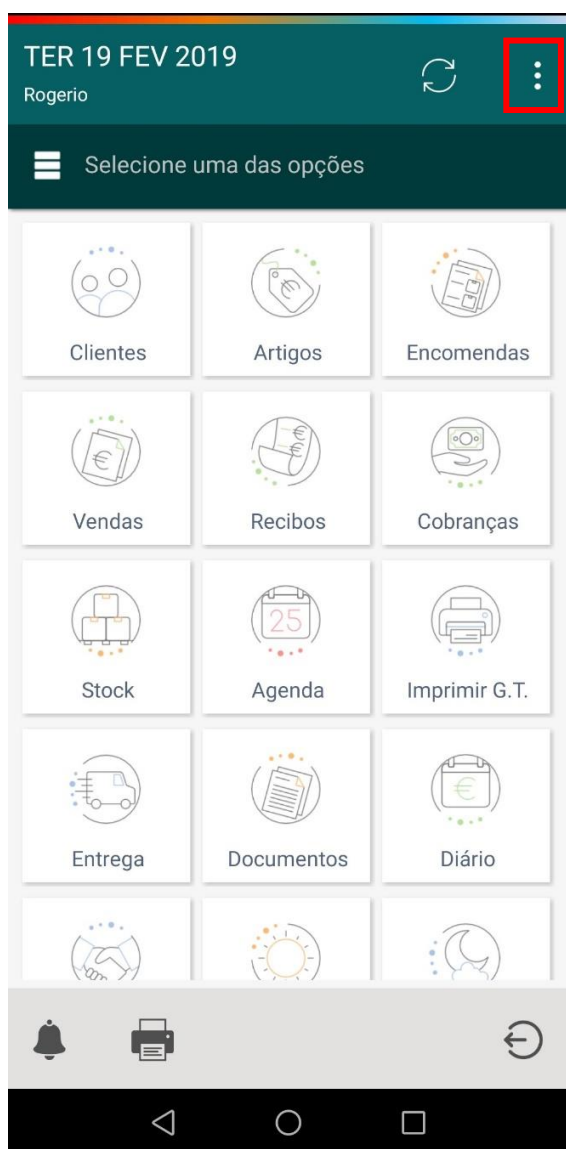 TER 19 FEV 2019
Rogerio
Selecione uma das opções
Clientes
Artigos
Encomendas
Vendas
Recibos
Cobranças
25
Stock
Agenda
Imprimir G.T.
Entrega
Documentos
Diário